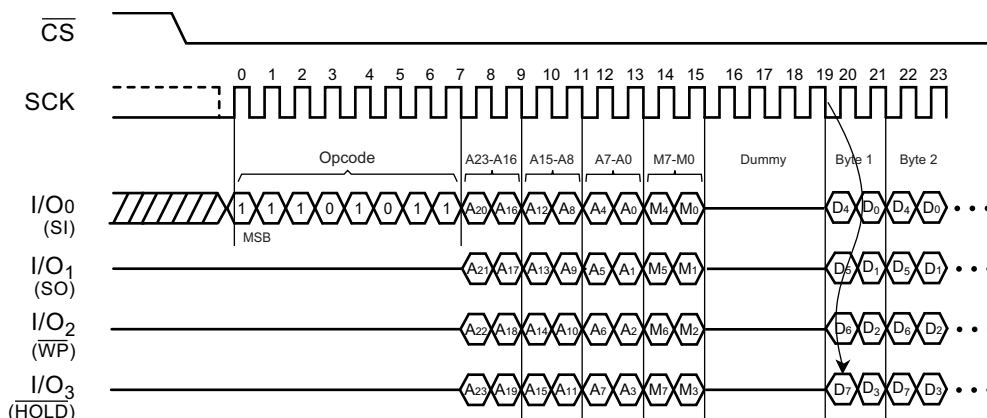 CS
0 1 2 3 4 5 6 7 8 9 10 11 12 13 14 15 16 17 18 19 20 21 22 23
SCK
Opcode A23-A16 A15-A8 A7-A0 M7-M0 Dummy Byte 1 Byte 2
I/O0 1 1 1 0 1 0 1 1 A20 A16 A12 A8 A4 A0 M4 M0 D4 D0 D4 D0 • • •
(SI)
MSB
I/O1 A21 A17 A13 A9 A5 A1 M5 M1 D5 D1 D5 D1 • • •
(SO)
I/O2 A22 A18 A14 A10 A6 A2 M6 M2 D6 D2 D6 D2 • • •
(WP)
I/O3 A23 A19 A15 A11 A7 A3 M7 M3 D7 D3 D7 D3 • • •
(HOLD)